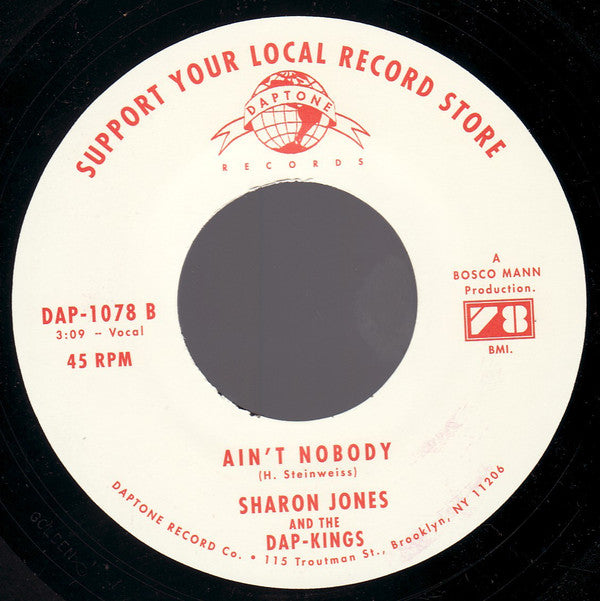 SUPPORT YOUR LOCAL RECORD STORE
DAPTONE
RECORDS
A
BOSCO MANN
Production.
BMI.
DAP-1078 B
3:09 -- Vocal
45 RPM
AIN'T NOBODY
(H. Steinweiss)
SHARON JONES
AND THE
DAP-KINGS
DAPTONE RECORD Co. • 115 Troutman St., Brooklyn, NY 11206